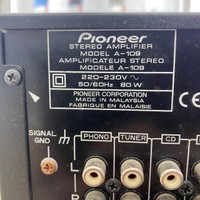 Pioneer
STEREO AMPLIFIER
MODEL A-109
AMPLIFICATEUR STEREO
MODELE A-109
220-230V~
50/60Hz 80W
PIONEER CORPORATION
MADE IN MALAYSIA
FABRIQUE EN MALAISIE
SIGNAL
GND
PHONO
TUNER
CD
L
R